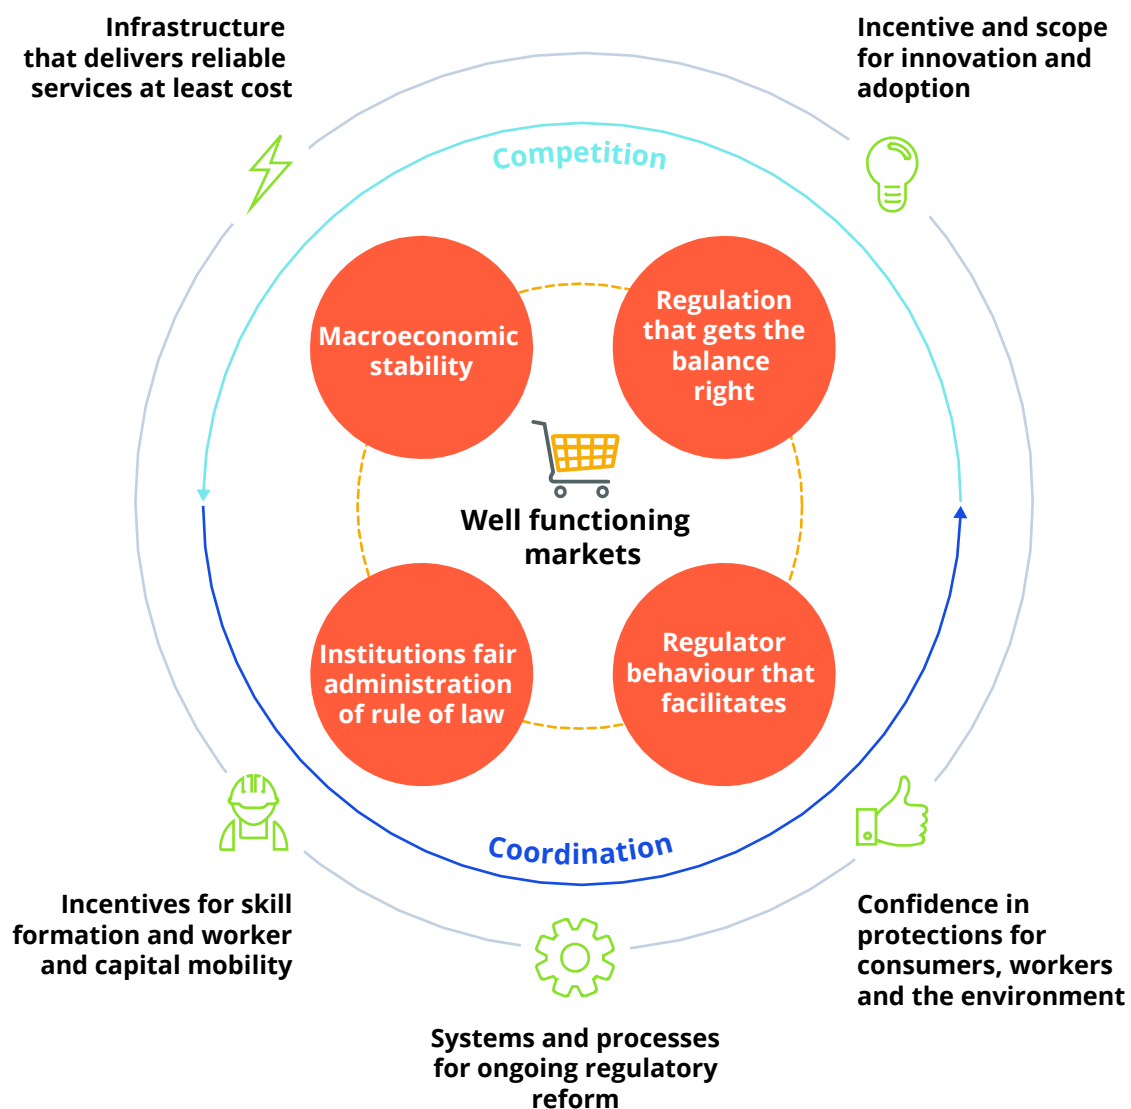 Infrastructure
that delivers reliable
services at least cost
Incentive and scope
for innovation and
adoption
Competition
Macroeconomic
stability
Regulation
that gets the
balance
right
Well functioning
markets
Institutions fair
administration
of rule of law
Regulator
behaviour that
facilitates
Coordination
Incentives for skill
formation and worker
and capital mobility
Confidence in
protections for
consumers, workers
and the environment
Systems and processes
for ongoing regulatory
reform